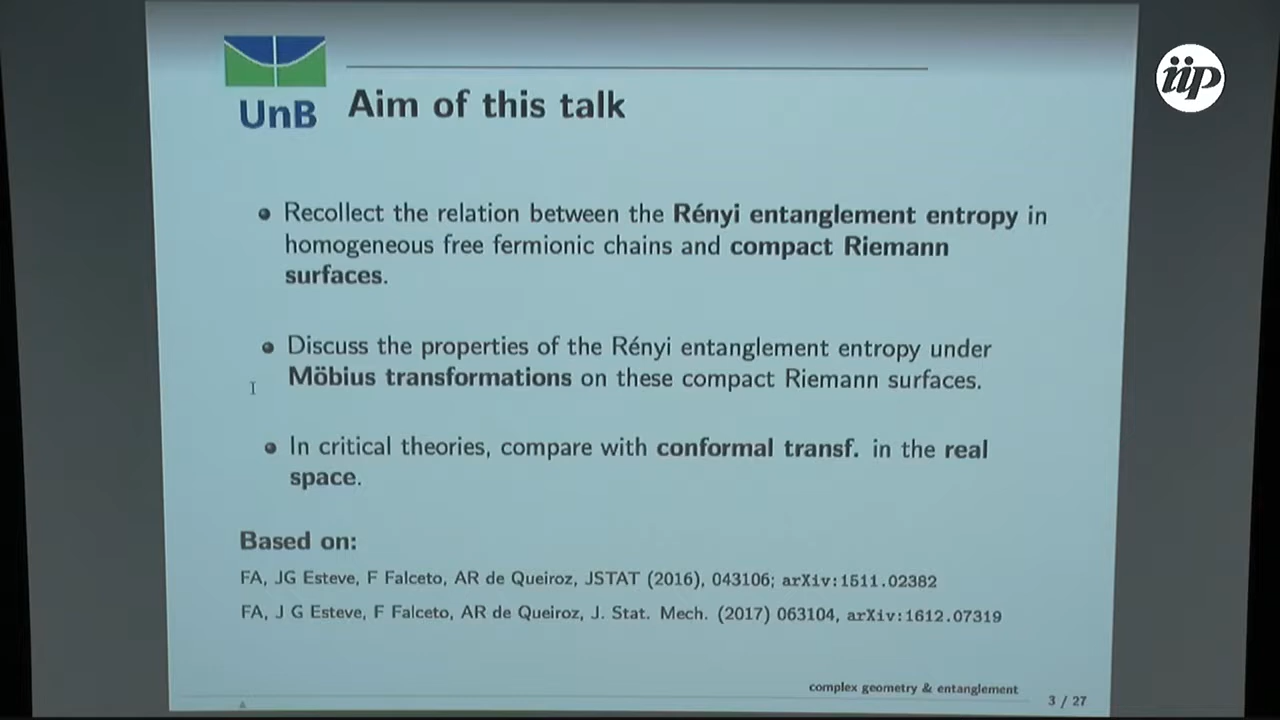 iip
UnB
Aim of this talk
Recollect the relation between the Rényi entanglement entropy in
homogeneous free fermionic chains and compact Riemann
surfaces.
Discuss the properties of the Rényi entanglement entropy under
Möbius transformations on these compact Riemann surfaces.
In critical theories, compare with conformal transf. in the real
space.
Based on:
FA, JG Esteve, F Falceto, AR de Queiroz, JSTAT (2016), 043106; arXiv:1511.02382
FA, J G Esteve, F Falceto, AR de Queiroz, J. Stat. Mech. (2017) 063104, arXiv:1612.07319
complex geometry & entanglement
3 / 27